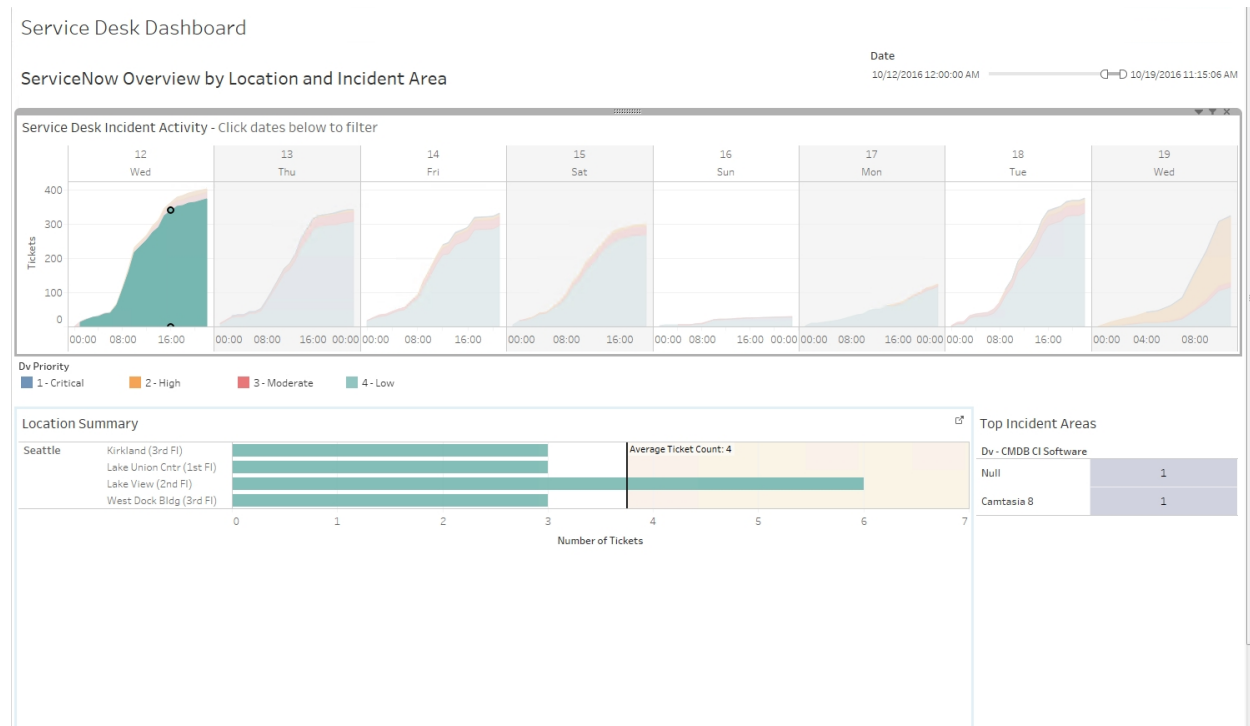 Service Desk Dashboard
Date
10/12/2016 12:00:00 AM 10/19/2016 11:15:06 AM
ServiceNow Overview by Location and Incident Area
Service Desk Incident Activity - Click dates below to filter
12 13 14 15 16 17 18 19
Wed Thu Fri Sat Sun Mon Tue Wed
Tickets
400
300
200
100
0
00:00 08:00 16:00 00:00 08:00 16:00 00:00 00:00 08:00 16:00 00:00 08:00 16:00 00:00 08:00 16:00 00:00 00:00 08:00 16:00 00:00 00:00 08:00 16:00 00:00 04:00 08:00
Dv Priority
1 - Critical 2 - High 3 - Moderate 4 - Low
Location Summary
Seattle
Kirkland (3rd Fl)
Lake Union Cntr (1st Fl)
Lake View (2nd Fl)
West Dock Bldg (3rd Fl)
Average Ticket Count: 4
0 1 2 3 4 5 6 7
Number of Tickets
Top Incident Areas
Dv - CMDB CI Software
Null 1
Camtasia 8 1